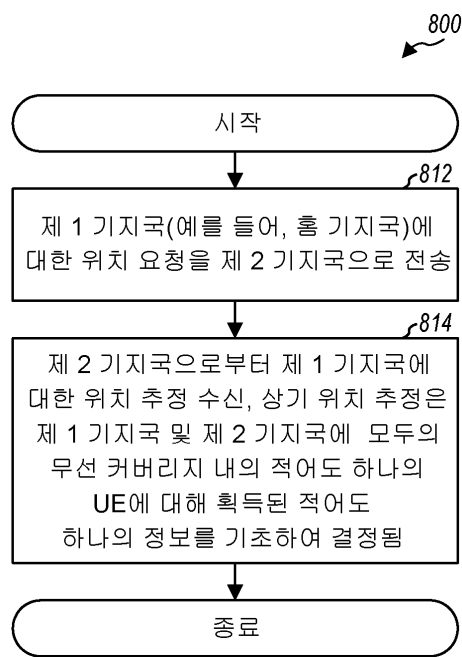 800
시작
812
제 1 기지국(예를 들어, 홈 기지국)에
대한 위치 요청을 제 2 기지국으로 전송
814
제 2 기지국으로부터 제 1 기지국에
대한 위치 추정 수신, 상기 위치 추정은
제 1 기지국 및 제 2 기지국에 모두의
무선 커버리지 내의 적어도 하나의
UE에 대해 획득된 적어도
하나의 정보를 기초하여 결정됨
종료